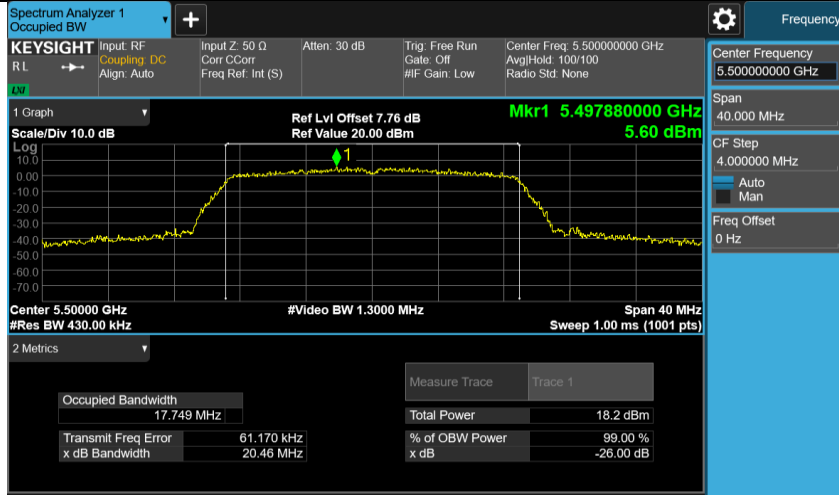 Spectrum Analyzer 1
Occupied BW
+
Frequency
KEYSIGHT
RL
LXI
Input: RF
Coupling: DC
Align: Auto
Input Z: 50 Ω
Corr CCorr
Freq Ref: Int (S)
Atten: 30 dB
Trig: Free Run
Gate: Off
#IF Gain: Low
Center Freq: 5.500000000 GHz
Avg|Hold: 100/100
Radio Std: None
Center Frequency
5.500000000 GHz
Span
40.000 MHz
CF Step
4.000000 MHz
Auto
Man
Freq Offset
0 Hz
1 Graph
Scale/Div 10.0 dB
Ref Lvl Offset 7.76 dB
Ref Value 20.00 dBm
Mkr1 5.497880000 GHz
5.60 dBm
Log
10.0
0.00
-10.0
-20.0
-30.0
-40.0
-50.0
-60.0
-70.0
1
Center 5.50000 GHz
#Res BW 430.00 kHz
#Video BW 1.3000 MHz
Span 40 MHz
Sweep 1.00 ms (1001 pts)
2 Metrics
Measure Trace Trace 1
Occupied Bandwidth
17.749 MHz
Total Power 18.2 dBm
Transmit Freq Error 61.170 kHz
x dB Bandwidth 20.46 MHz
% of OBW Power 99.00 %
x dB -26.00 dB